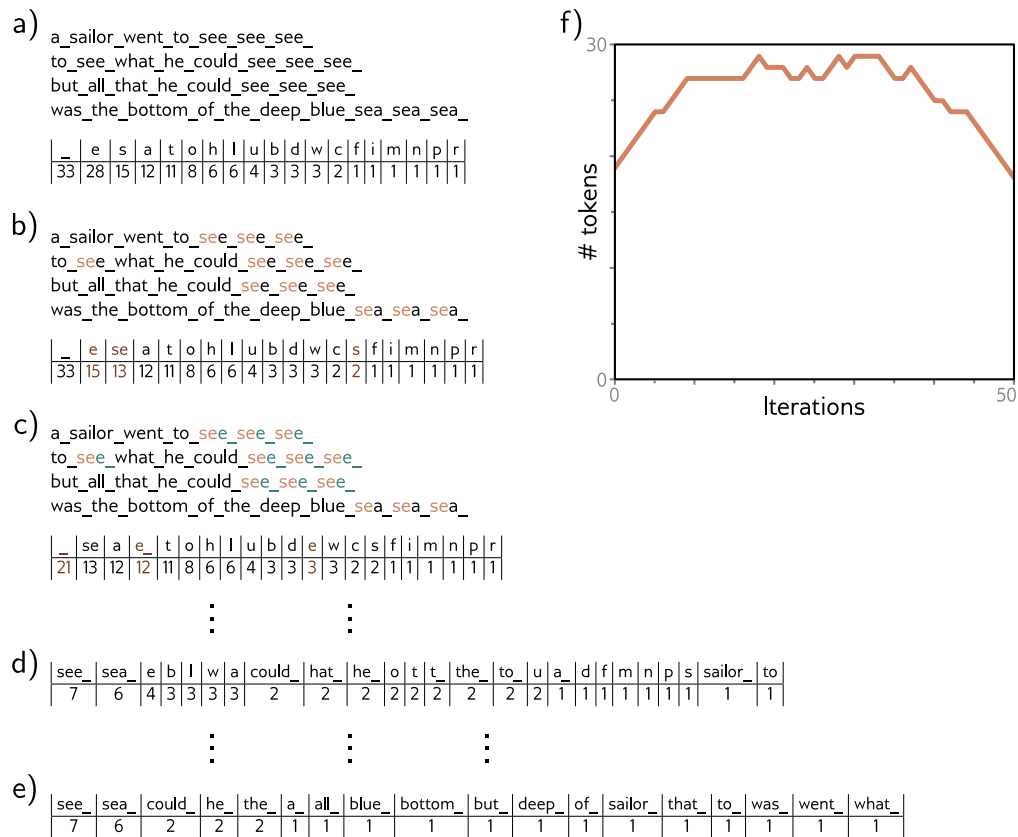 a)
a_sailor_went_to_see_see_see_
to_see_what_he_could_see_see_see_
but_all_that_he_could_see_see_see_
was_the_bottom_of_the_deep_blue_sea_sea_sea_
_ e s a t o h l u b d w c f i m n p r
33 28 15 12 11 8 6 6 4 3 3 3 2 1 1 1 1 1 1
b)
a_sailor_went_to_see_see_see_
to_see_what_he_could_see_see_see_
but_all_that_he_could_see_see_see_
was_the_bottom_of_the_deep_blue_sea_sea_sea_
_ e se a t o h l u b d w c s f i m n p r
33 15 13 12 11 8 6 6 4 3 3 3 2 2 1 1 1 1 1 1
c)
a_sailor_went_to_see_see_see_
to_see_what_he_could_see_see_see_
but_all_that_he_could_see_see_see_
was_the_bottom_of_the_deep_blue_sea_sea_sea_
_ se a e_ t o h l u b d e w c s f i m n p r
21 13 12 12 11 8 6 6 4 3 3 3 3 2 2 1 1 1 1 1 1
d)
see_ sea_ e b l w a could_ hat_ he_ o t t_ the_ to_ u a_ d f m n p s sailor_ to
7 6 4 3 3 3 3 2 2 2 2 2 2 2 2 2 1 1 1 1 1 1 1 1 1
e)
see_ sea_ could_ he_ the_ a_ all_ blue_ bottom_ but_ deep_ of_ sailor_ that_ to_ was_ went_ what_
7 6 2 2 2 1 1 1 1 1 1 1 1 1 1 1 1 1
f)
30
# tokens
0
0
50
Iterations